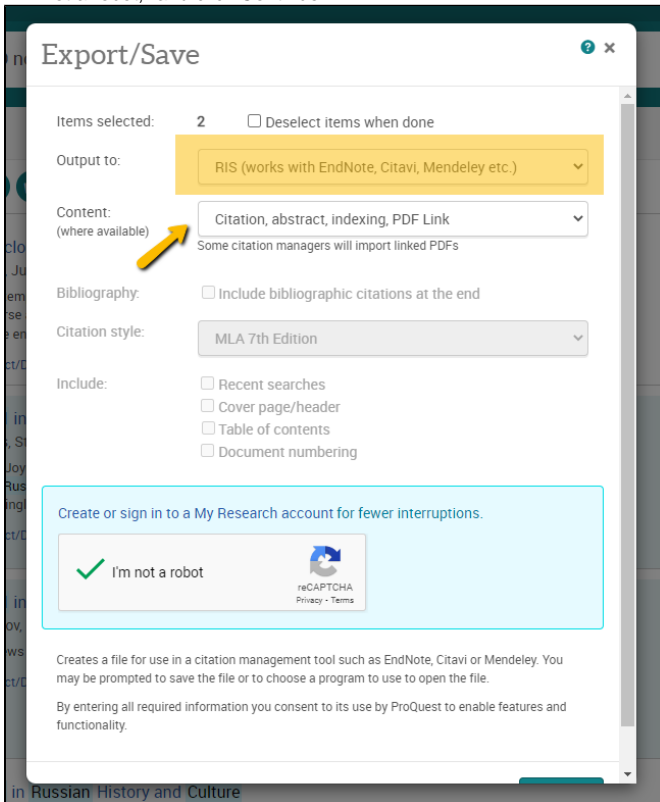 Export/Save
Items selected: 2 Deselect items when done
Output to: RIS (works with EndNote, Citavi, Mendeley etc.)
Content: Citation, abstract, indexing, PDF Link
(where available)
Some citation managers will import linked PDFs
Bibliography: Include bibliographic citations at the end
Citation style: MLA 7th Edition
Include: Recent searches
Cover page/header
Table of contents
Document numbering
Create or sign in to a My Research account for fewer interruptions.
I'm not a robot
reCAPTCHA
Privacy - Terms
Creates a file for use in a citation management tool such as EndNote, Citavi or Mendeley. You
may be prompted to save the file or to choose a program to use to open the file.
By entering all required information you consent to its use by ProQuest to enable features and
functionality.
in Russian History and Culture